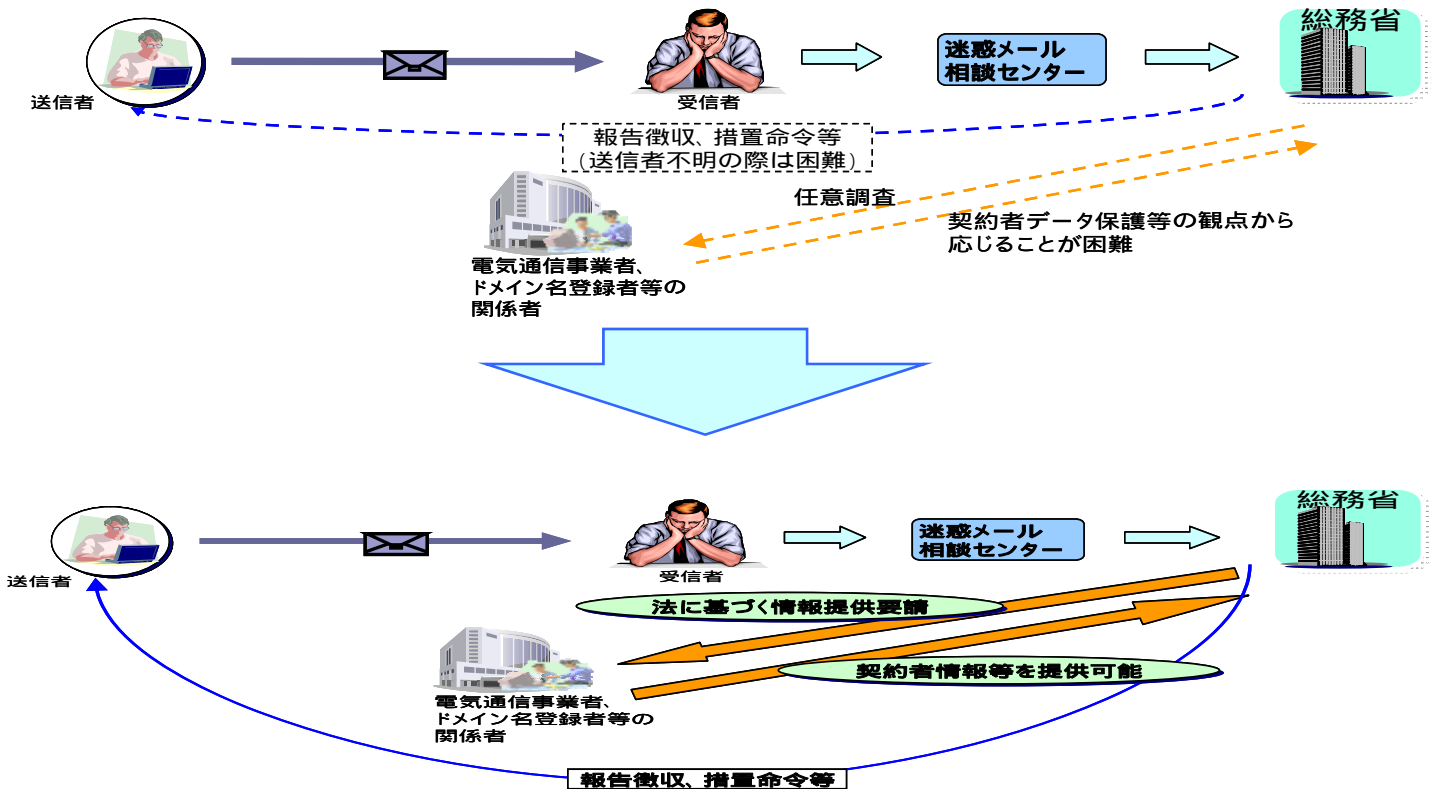 総務省
迷惑メール
相談センター
送信者
受信者
報告徴収、措置命令等
(送信者不明の際は困難)
任意調査
契約者データ保護等の観点から
応じることが困難
電気通信事業者、
ドメイン名登録者等の
関係者
総務省
迷惑メール
相談センター
送信者
受信者
法に基づく情報提供要請
契約者情報等を提供可能
電気通信事業者、
ドメイン名登録者等の
関係者
報告徴収、措置命令等